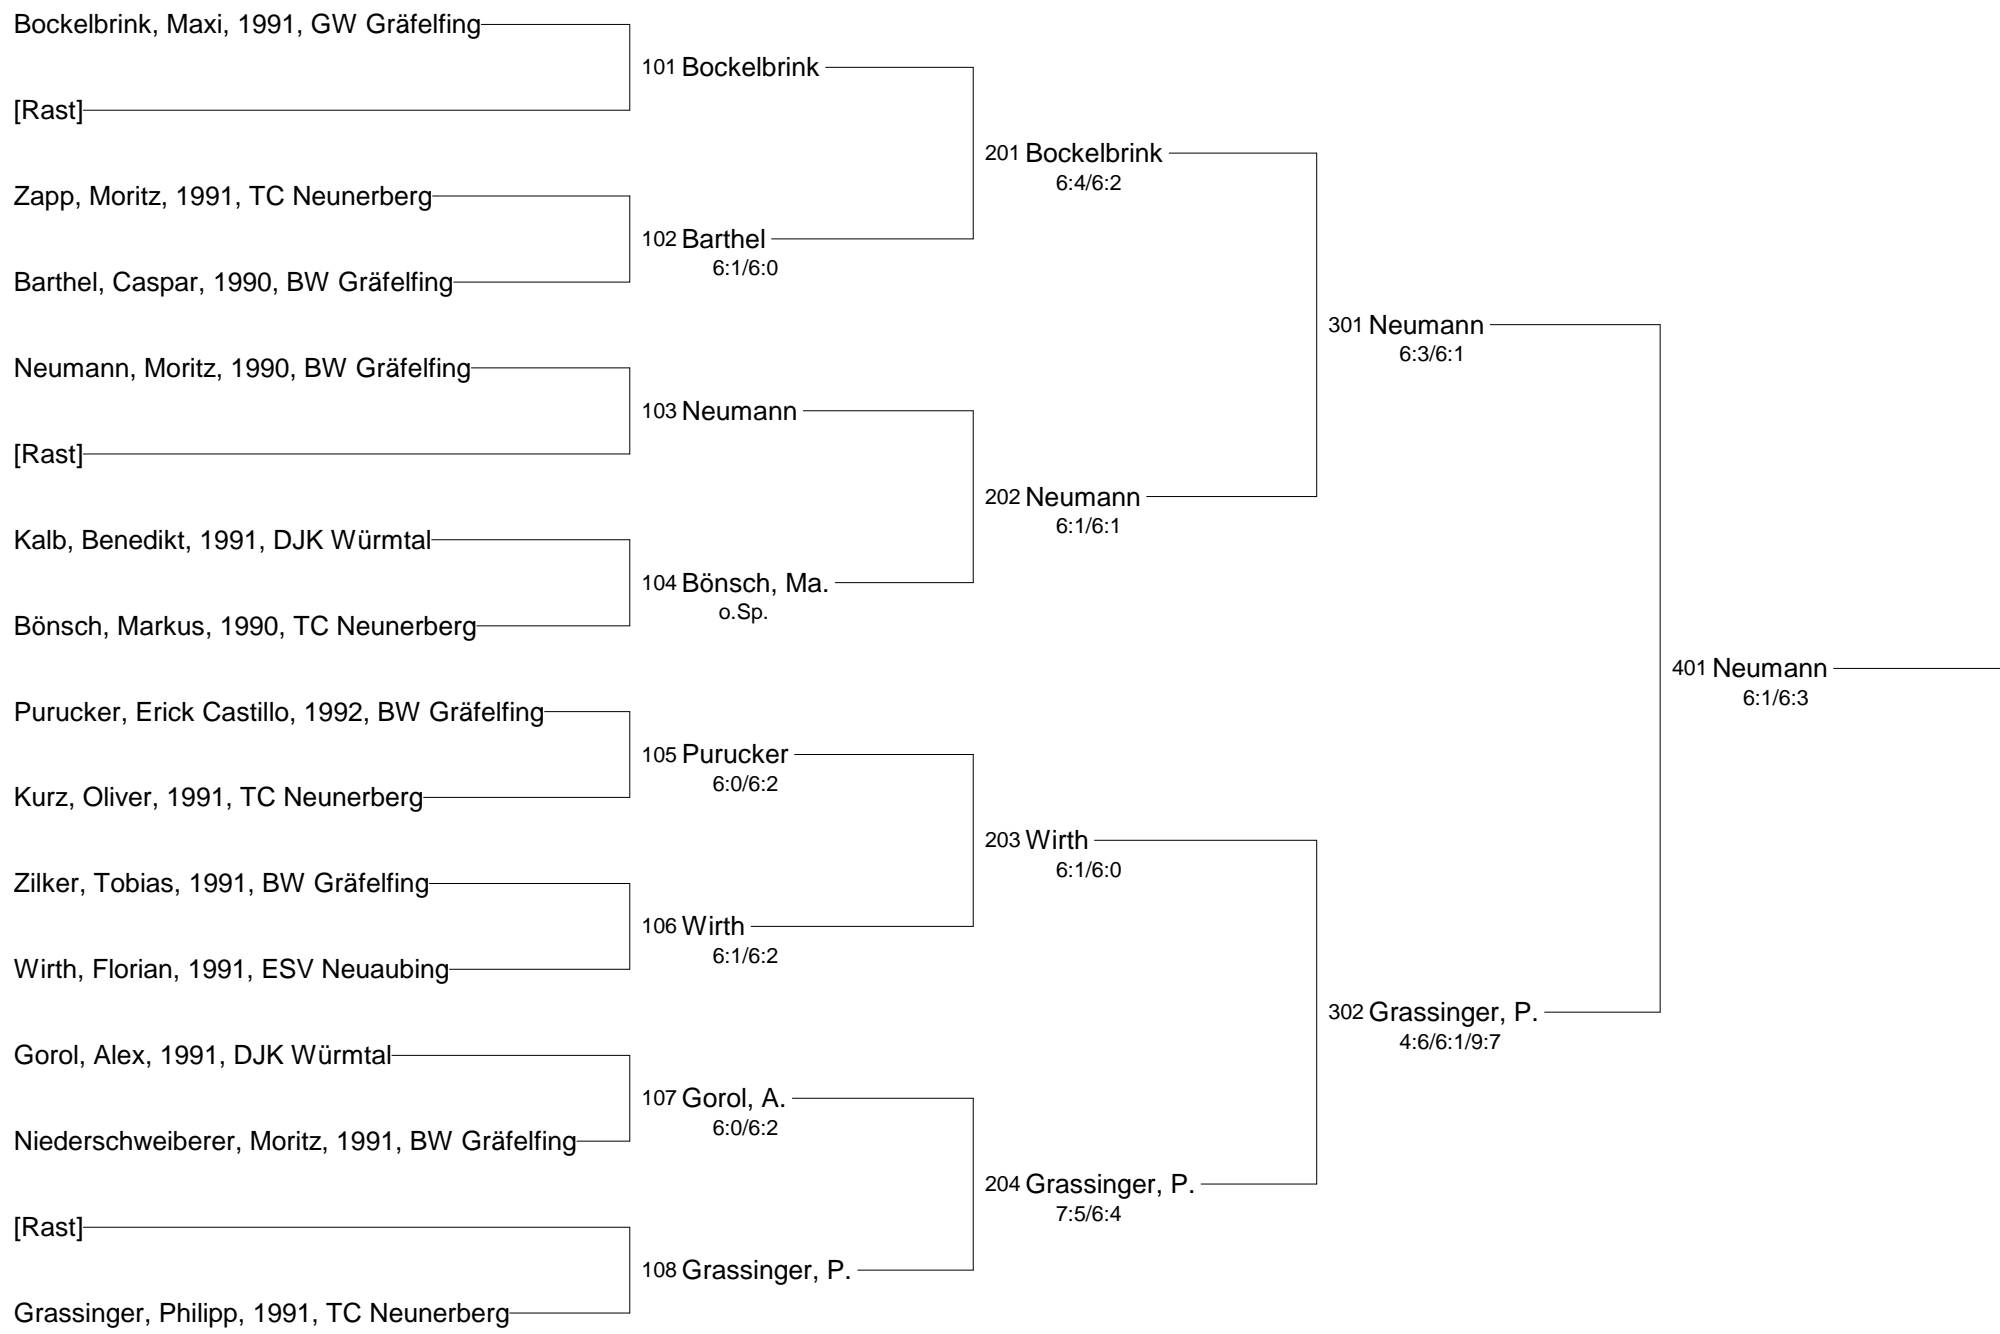 Bockelbrink, Maxi, 1991, GW Gräfelfing
101 Bockelbrink
[Rast]
201 Bockelbrink
6:4/6:2
Zapp, Moritz, 1991, TC Neunerberg
102 Barthel
6:1/6:0
Barthel, Caspar, 1990, BW Gräfelfing
301 Neumann
6:3/6:1
Neumann, Moritz, 1990, BW Gräfelfing
103 Neumann
[Rast]
202 Neumann
6:1/6:1
Kalb, Benedikt, 1991, DJK Würmtal
104 Bönsch, Ma.
o.Sp.
Bönsch, Markus, 1990, TC Neunerberg
401 Neumann
6:1/6:3
Purucker, Erick Castillo, 1992, BW Gräfelfing
105 Purucker
6:0/6:2
Kurz, Oliver, 1991, TC Neunerberg
203 Wirth
6:1/6:0
Zilker, Tobias, 1991, BW Gräfelfing
106 Wirth
6:1/6:2
Wirth, Florian, 1991, ESV Neuaubing
302 Grassinger, P.
4:6/6:1/9:7
Gorol, Alex, 1991, DJK Würmtal
107 Gorol, A.
6:0/6:2
Niederschweiberer, Moritz, 1991, BW Gräfelfing
204 Grassinger, P.
7:5/6:4
[Rast]
108 Grassinger, P.
Grassinger, Philipp, 1991, TC Neunerberg